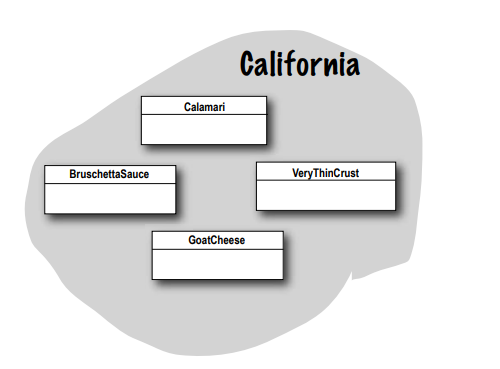 California
Calamari
BruschettaSauce
VeryThinCrust
GoatCheese